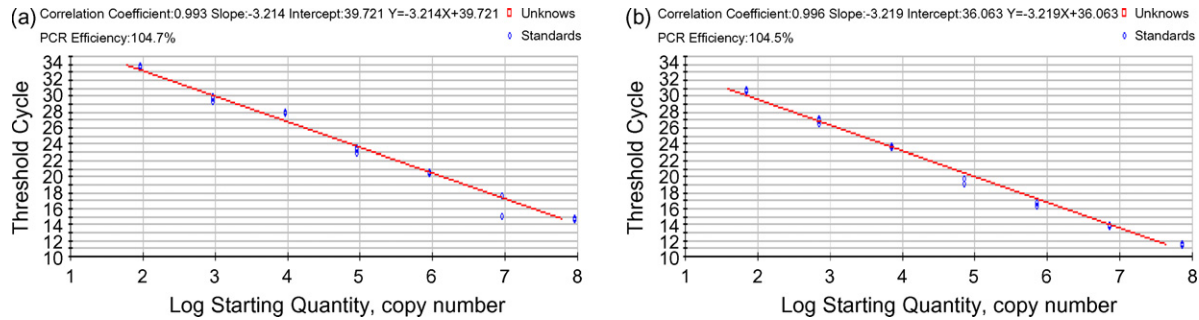 (a) Correlation Coefficient:0.993 Slope:-3.214 Intercept:39.721 Y=-3.214X+39.721 Unknows
PCR Efficiency:104.7% Standards
34
32
30
28
26
24
22
20
18
16
14
12
10
Threshold Cycle
1 2 3 4 5 6 7 8
Log Starting Quantity, copy number
(b) Correlation Coefficient:0.996 Slope:-3.219 Intercept:36.063 Y=-3.219X+36.063 Unknows
PCR Efficiency:104.5% Standards
34
32
30
28
26
24
22
20
18
16
14
12
10
Threshold Cycle
1 2 3 4 5 6 7 8
Log Starting Quantity, copy number